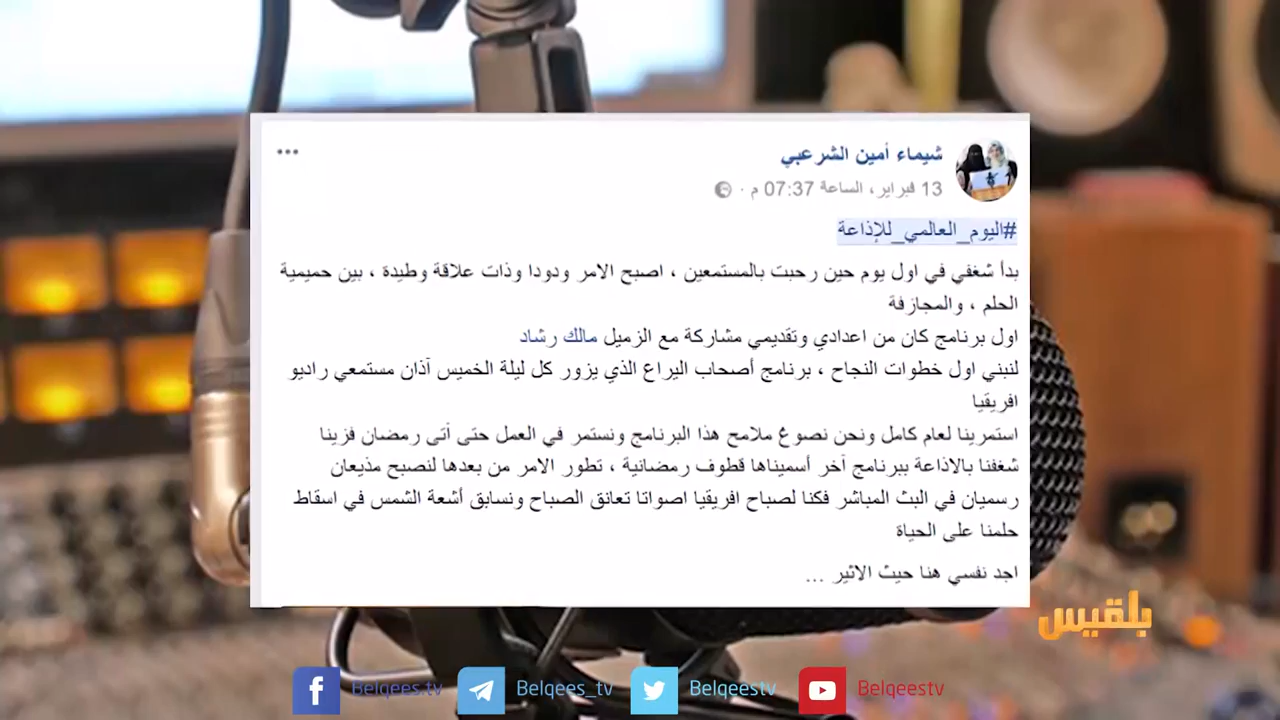 شيماء أمين الشرعبي
13 فبراير، الساعة 07:37 م ·
#اليوم_العالمي_للإذاعة
بدأ شغفي في اول يوم حين رحبت بالمستمعين ، اصبح الامر ودودا وذات علاقة وطيدة ، بين حميمية
الحلم ، والمجازفة
اول برنامج كان من اعدادي وتقديمي مشاركة مع الزميل مالك رشاد
لنبني اول خطوات النجاح ، برنامج أصحاب اليراع الذي يزور كل ليلة الخميس آذان مستمعي راديو
افريقيا
استمرينا لعام كامل ونحن نصوغ ملامح هذا البرنامج ونستمر في العمل حتى أتى رمضان فزينا
شغفنا بالاذاعة ببرنامج آخر أسميناها قطوف رمضانية ، تطور الامر من بعدها لنصبح مذيعان
رسميان في البث المباشر فكنا لصباح افريقيا اصواتا تعانق الصباح ونسابق أشعة الشمس في اسقاط
حلمنا على الحياة
اجد نفسي هنا حيث الاثير ...
بلقيس
Belqees.tv
Belqees_tv
Belqeestv
Belqeestv